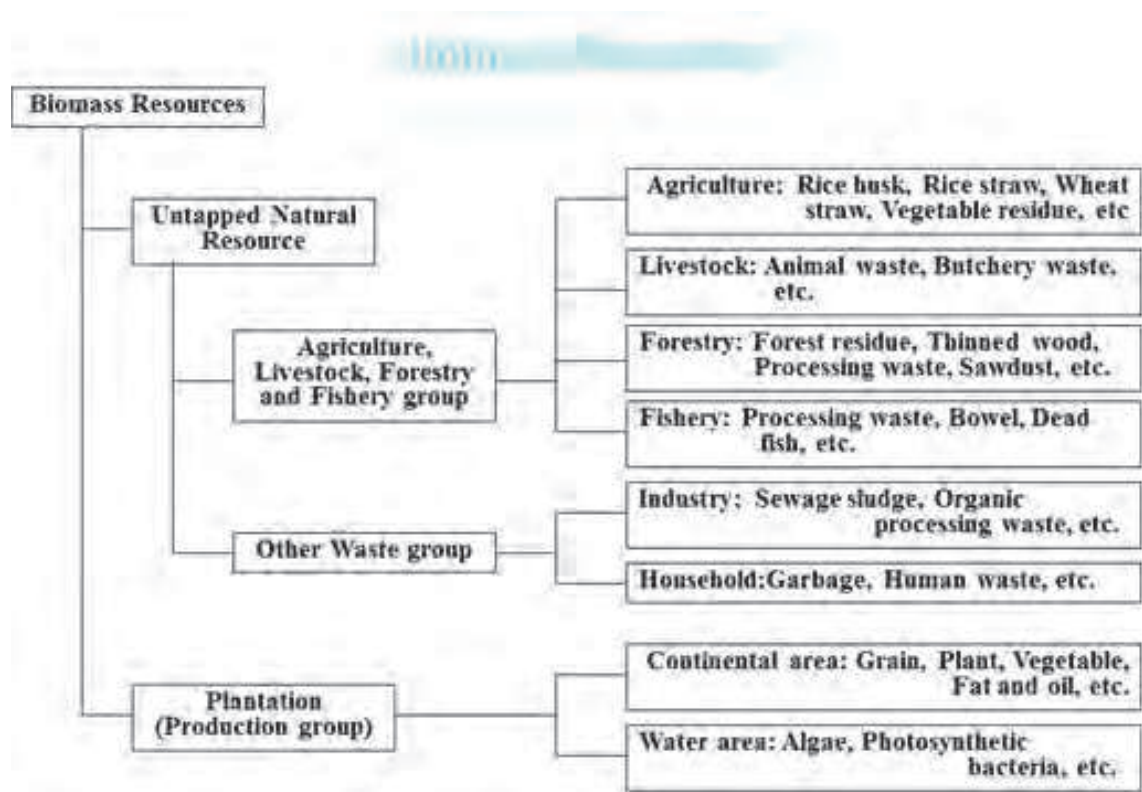 Biomass Resources
Untapped Natural
Resource
Agriculture,
Livestock, Forestry
and Fishery group
Agriculture: Rice husk, Rice straw, Wheat
straw, Vegetable residue, etc
Livestock: Animal waste, Butchery waste,
etc.
Forestry: Forest residue, Thinned wood,
Processing waste, Sawdust, etc.
Fishery: Processing waste, Bowel, Dead
fish, etc.
Other Waste group
Industry: Sewage sludge, Organic
processing waste, etc.
Household:Garbage, Human waste, etc.
Plantation
(Production group)
Continental area: Grain, Plant, Vegetable,
Fat and oil, etc.
Water area: Algae, Photosynthetic
bacteria, etc.